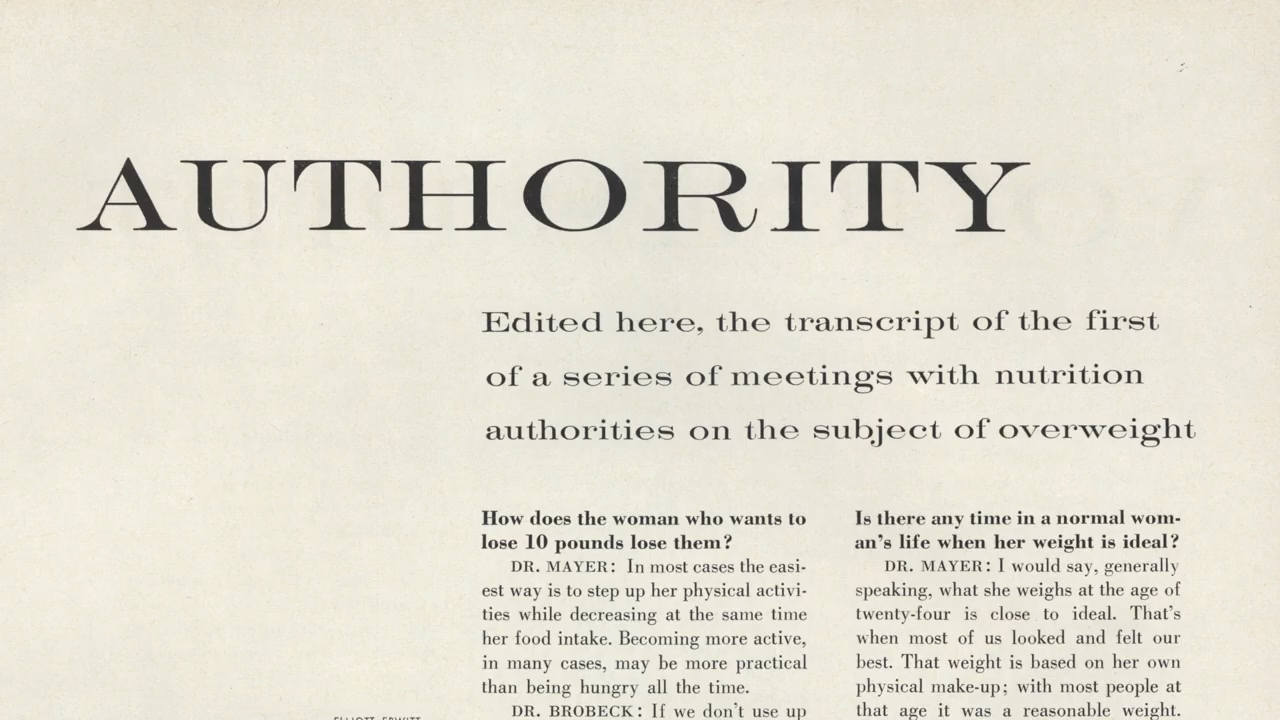 AUTHORITY
Edited here, the transcript of the first
of a series of meetings with nutrition
authorities on the subject of overweight
How does the woman who wants to
lose 10 pounds lose them?
DR. MAYER: In most cases the easi-
est way is to step up her physical activi-
ties while decreasing at the same time
her food intake. Becoming more active,
in many cases, may be more practical
than being hungry all the time.
DR. BROBECK: If we don't use up
Is there any time in a normal wom-
an's life when her weight is ideal?
DR. MAYER: I would say, generally
speaking, what she weighs at the age of
twenty-four is close to ideal. That's
when most of us looked and felt our
best. That weight is based on her own
physical make-up; with most people at
that age it was a reasonable weight.